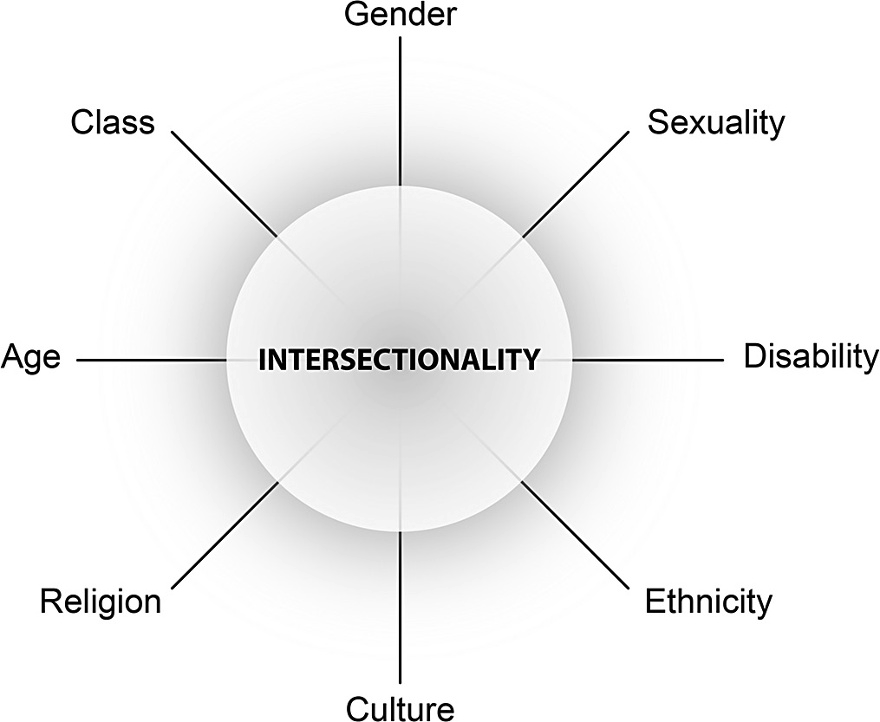 Gender
Class
Sexuality
Age
INTERSECTIONALITY
Disability
Religion
Ethnicity
Culture